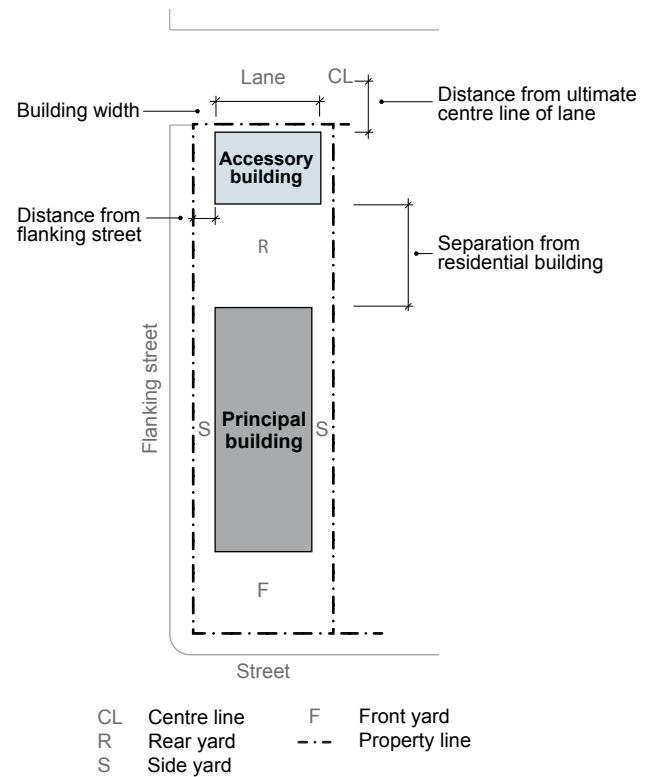 Lane
CL
Building width
Distance from ultimate
centre line of lane
Accessory
building
Distance from
flanking street
R
Separation from
residential building
Flanking street
S
Principal
building
S
F
Street
CL Centre line
R Rear yard
S Side yard
F Front yard
Property line